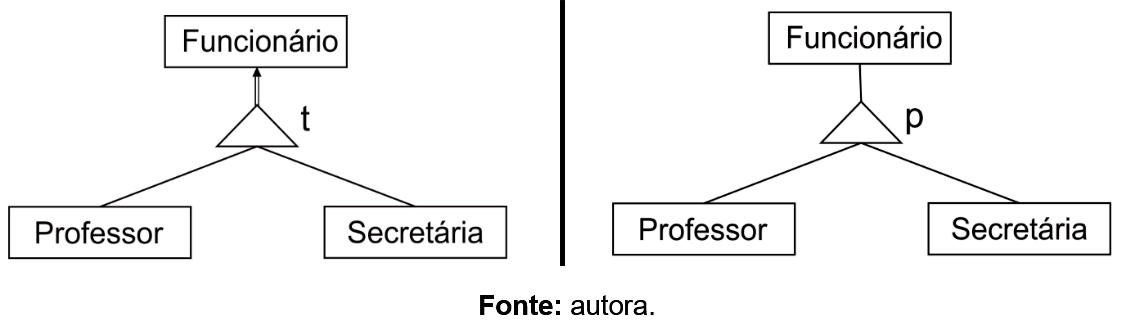 Funcionário
t
Professor
Secretária
Funcionário
p
Professor
Secretária
Fonte: autora.